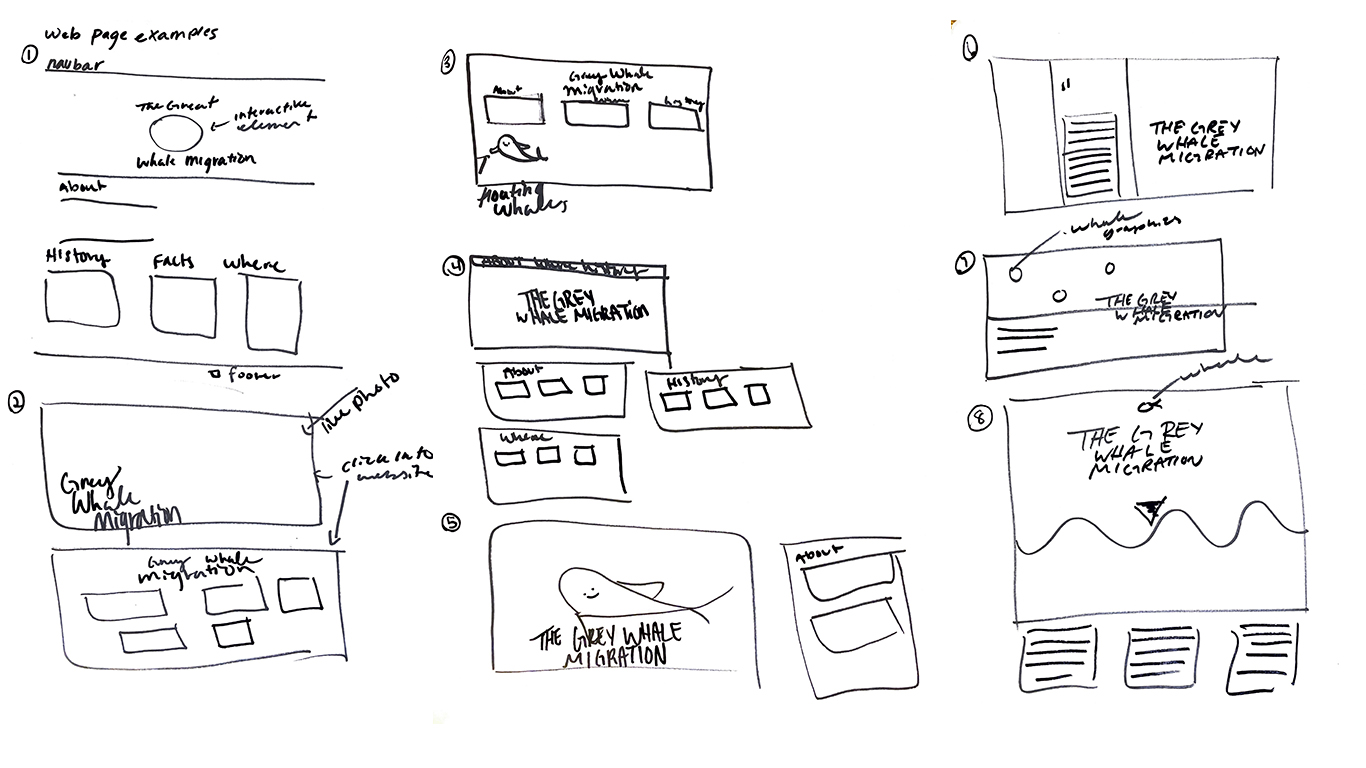 web page examples
①
navbar
The Great
← interactive
element
whale migration
about
History Facts Where
footer
②
live photo
click into
website
Grey
Whale
Migration
Grey whale
migration
③
Grey Whale
migration
About
floating
whales
④
ABOUT Where history
THE GREY
WHALE MIGRATION
About
History
Where
⑤
THE GREY WHALE
MIGRATION
About
⑥
THE GREY
WHALE
MIGRATION
⑦
whale
graphics
THE GREY
WHALE
MIGRATION
⑧
whale
THE GREY
WHALE
MIGRATION